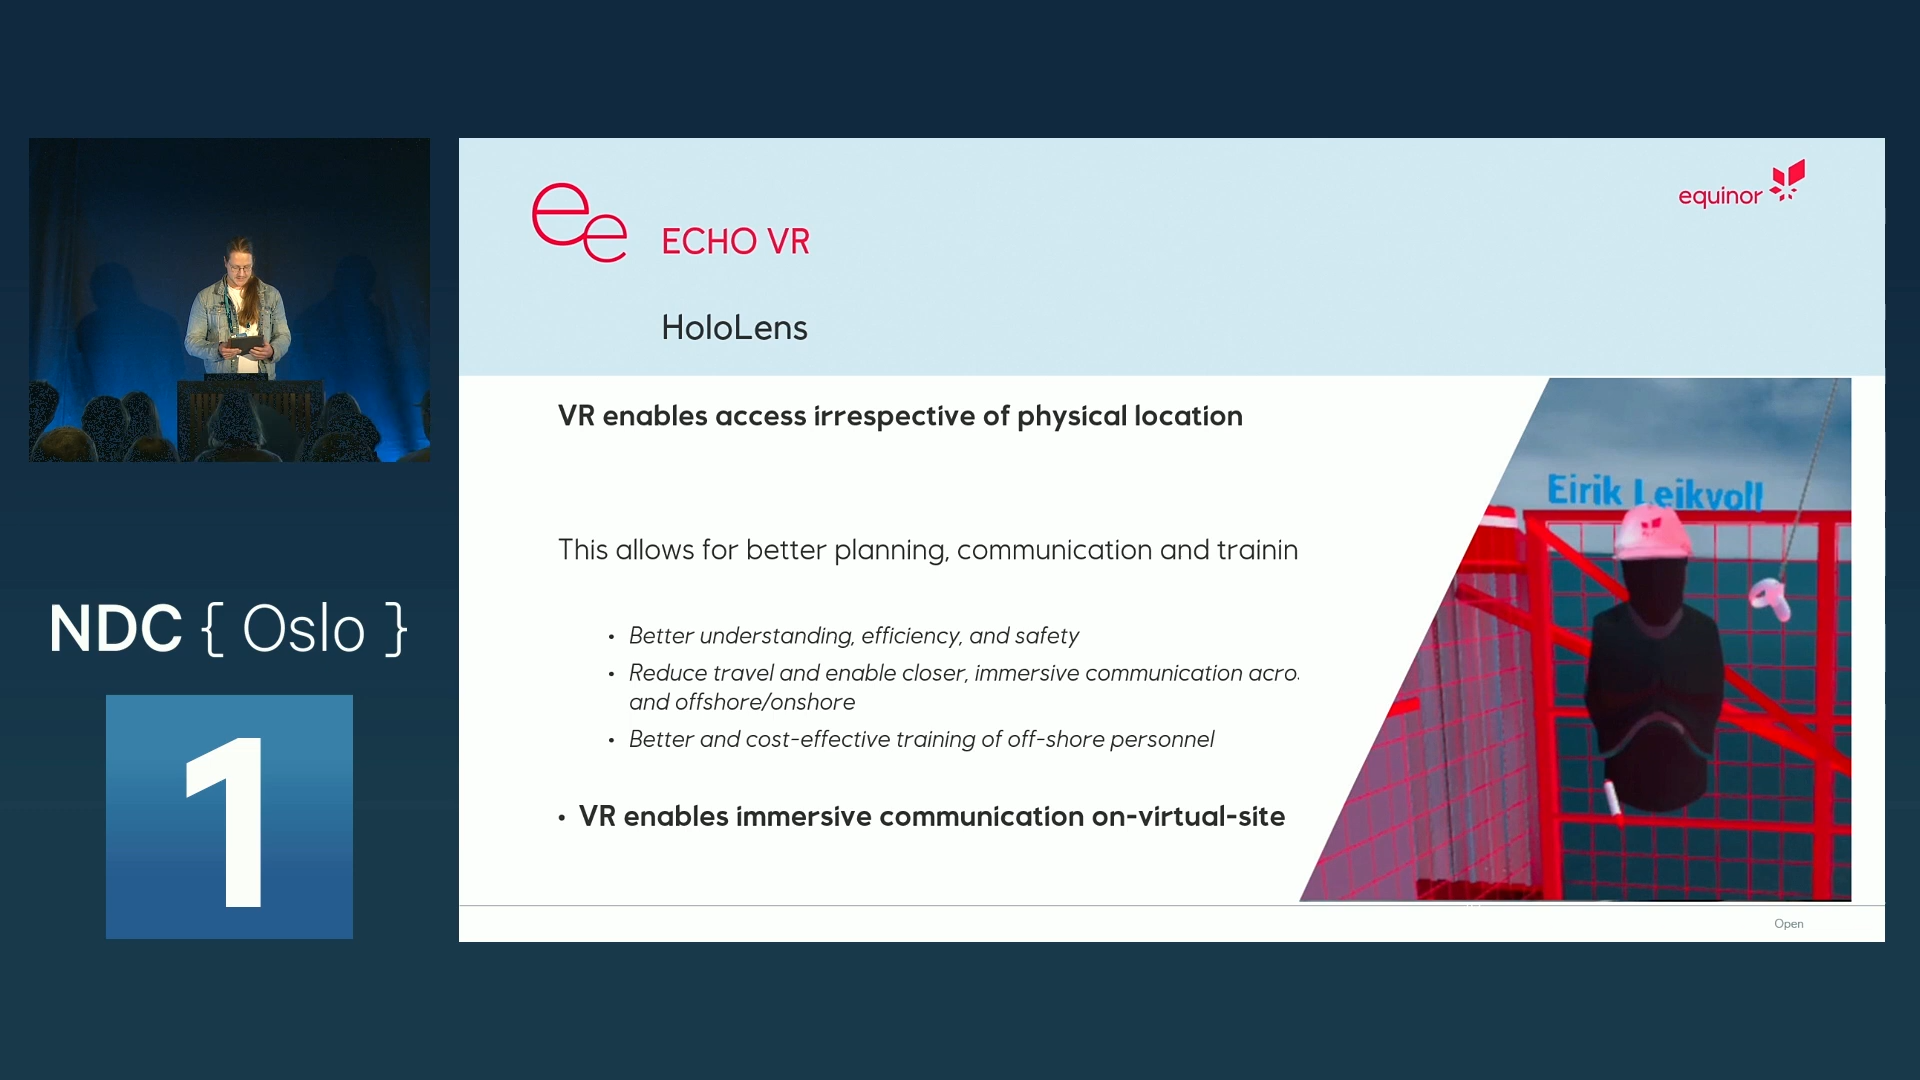 ee ECHO VR
equinor
HoloLens
VR enables access irrespective of physical location
This allows for better planning, communication and trainin
• Better understanding, efficiency, and safety
• Reduce travel and enable closer, immersive communication acro
and offshore/onshore
• Better and cost-effective training of off-shore personnel
• VR enables immersive communication on-virtual-site
Eirik Leikvoll
Open
NDC { Oslo }
1